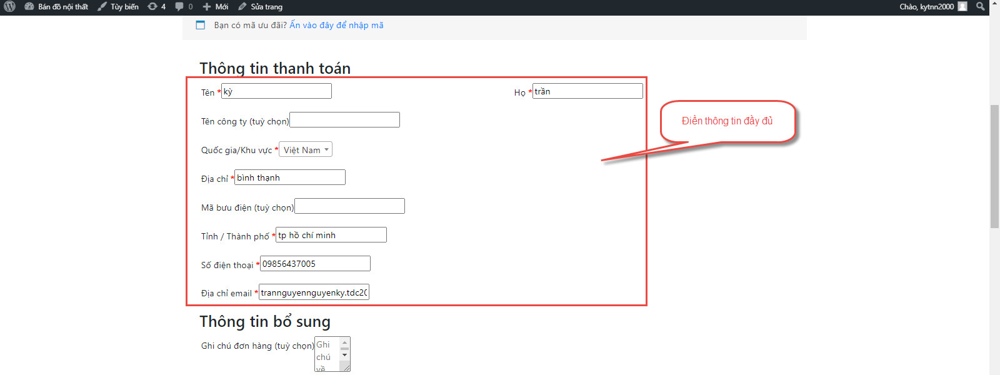 Bán đồ nội thất Tùy biến 4 0 Mới Sửa trang Chào, kytnn2000
Bạn có mã ưu đãi? Ấn vào đây để nhập mã
Thông tin thanh toán
Tên * kỳ Họ * trần
Tên công ty (tuỳ chọn)
Điền thông tin đầy đủ
Quốc gia/Khu vực * Việt Nam
Địa chỉ * bình thạnh
Mã bưu điện (tuỳ chọn)
Tỉnh / Thành phố * tp hồ chí minh
Số điện thoại * 09856437005
Địa chỉ email * trannguyennguyenky.tdc20
Thông tin bổ sung
Ghi chú đơn hàng (tuỳ chọn) Ghi
chú
về